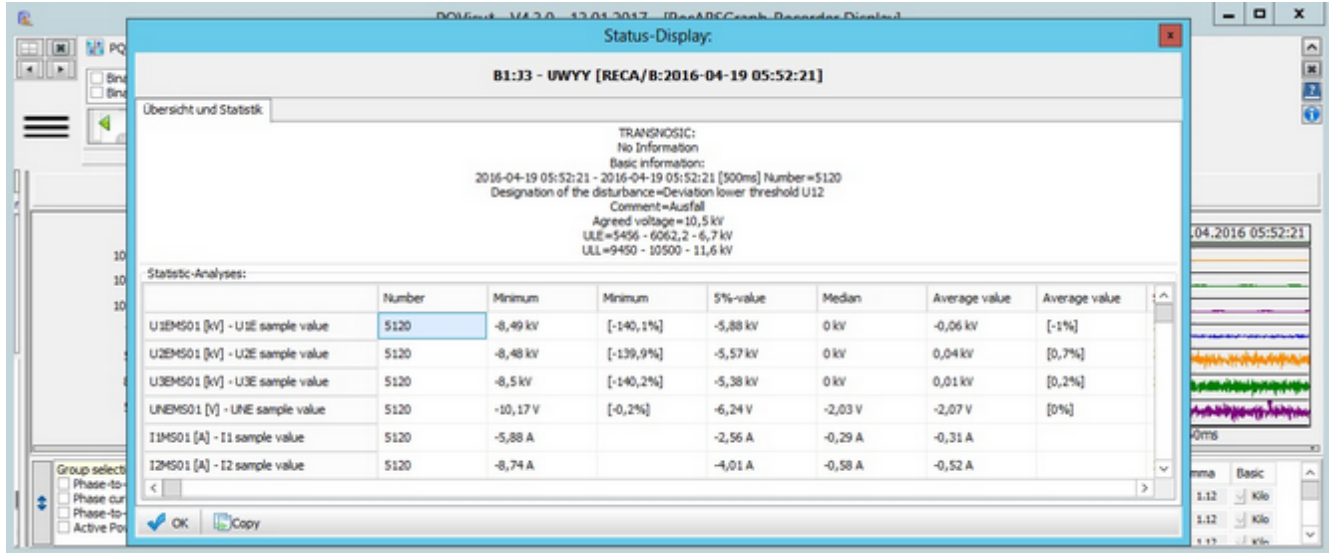 Status-Display:
B1:J3 - UWYY [RECA/B:2016-04-19 05:52:21]
Übersicht und Statistik
TRANSNOSIC:
No Information
Basic information:
2016-04-19 05:52:21 - 2016-04-19 05:52:21 [500ms] Number=5120
Designation of the disturbance=Deviation lower threshold U12
Comment=Ausfall
Agreed voltage=10,5 kV
ULE=5456 - 6062,2 - 6,7 kV
ULL=9450 - 10500 - 11,6 kV
.04.2016 05:52:21
Statistic-Analyses:
Number Minimum Minimum 5%-value Median Average value Average value
U1EMS01 [kV] - U1E sample value 5120 -8,49 kV [-140,1%] -5,88 kV 0 kV -0,06 kV [-1%]
U2EMS01 [kV] - U2E sample value 5120 -8,48 kV [-139,9%] -5,57 kV 0 kV 0,04 kV [0,7%]
U3EMS01 [kV] - U3E sample value 5120 -8,5 kV [-140,2%] -5,38 kV 0 kV 0,01 kV [0,2%]
UNEMS01 [V] - UNE sample value 5120 -10,17 V [-0,2%] -6,24 V -2,03 V -2,07 V [0%]
I1MS01 [A] - I1 sample value 5120 -5,88 A -2,56 A -0,29 A -0,31 A
I2MS01 [A] - I2 sample value 5120 -8,74 A -4,01 A -0,58 A -0,52 A
Group selecti
Phase-to-
Phase cur
Phase-to-
Active Po
mma Basic
1.12 Kilo
1.12 Kilo
OK Copy